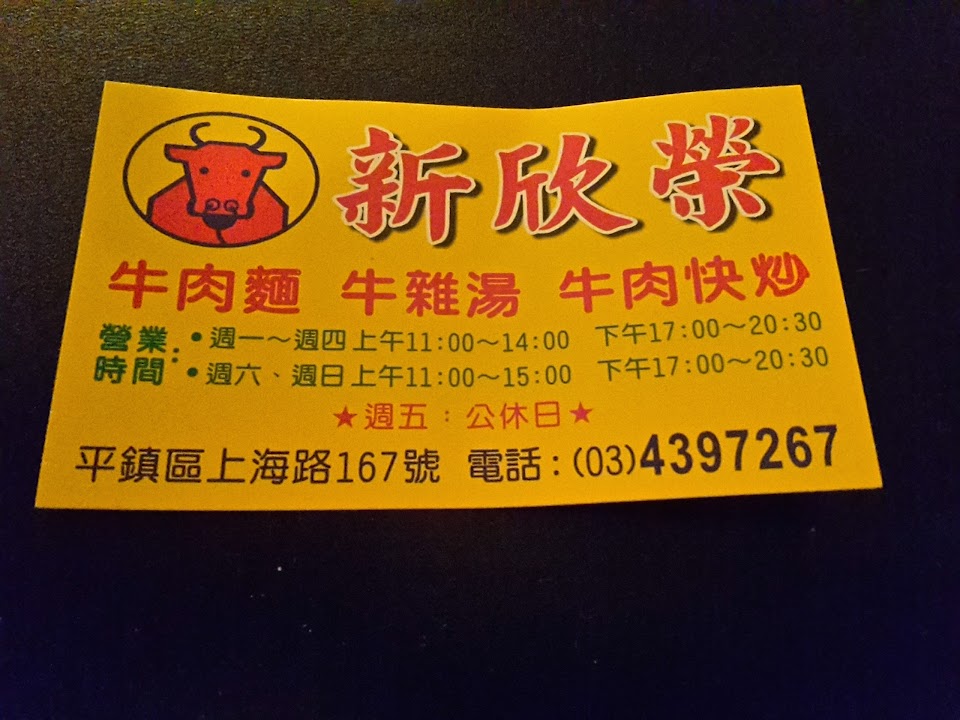 新欣榮
牛肉麵 牛雜湯 牛肉快炒
營業時間:
•週一～週四上午11:00～14:00 下午17:00～20:30
•週六、週日上午11:00～15:00 下午17:00～20:30
★週五：公休日★
平鎮區上海路167號 電話：(03)4397267